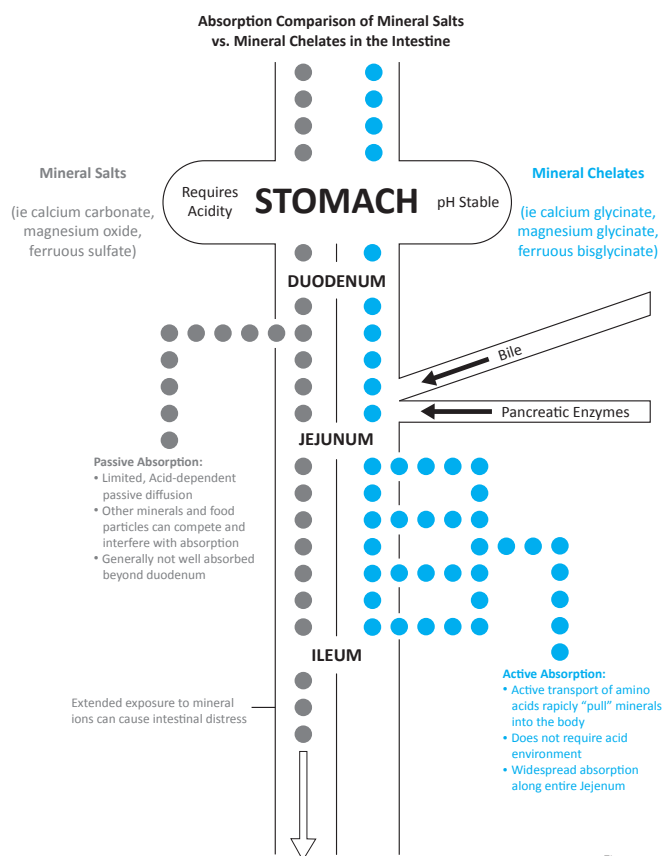 Absorption Comparison of Mineral Salts
vs. Mineral Chelates in the Intestine
Mineral Salts
(ie calcium carbonate,
magnesium oxide,
ferruous sulfate)
Requires
Acidity
STOMACH
pH Stable
Mineral Chelates
(ie calcium glycinate,
magnesium glycinate,
ferruous bisglycinate)
DUODENUM
Bile
Pancreatic Enzymes
JEJUNUM
Passive Absorption:
• Limited, Acid-dependent
passive diffusion
• Other minerals and food
particles can compete and
interfere with absorption
• Generally not well absorbed
beyond duodenum
ILEUM
Extended exposure to mineral
ions can cause intestinal distress
Active Absorption:
• Active transport of amino
acids rapicly “pull” minerals
into the body
• Does not require acid
environment
• Widespread absorption
along entire Jejenum